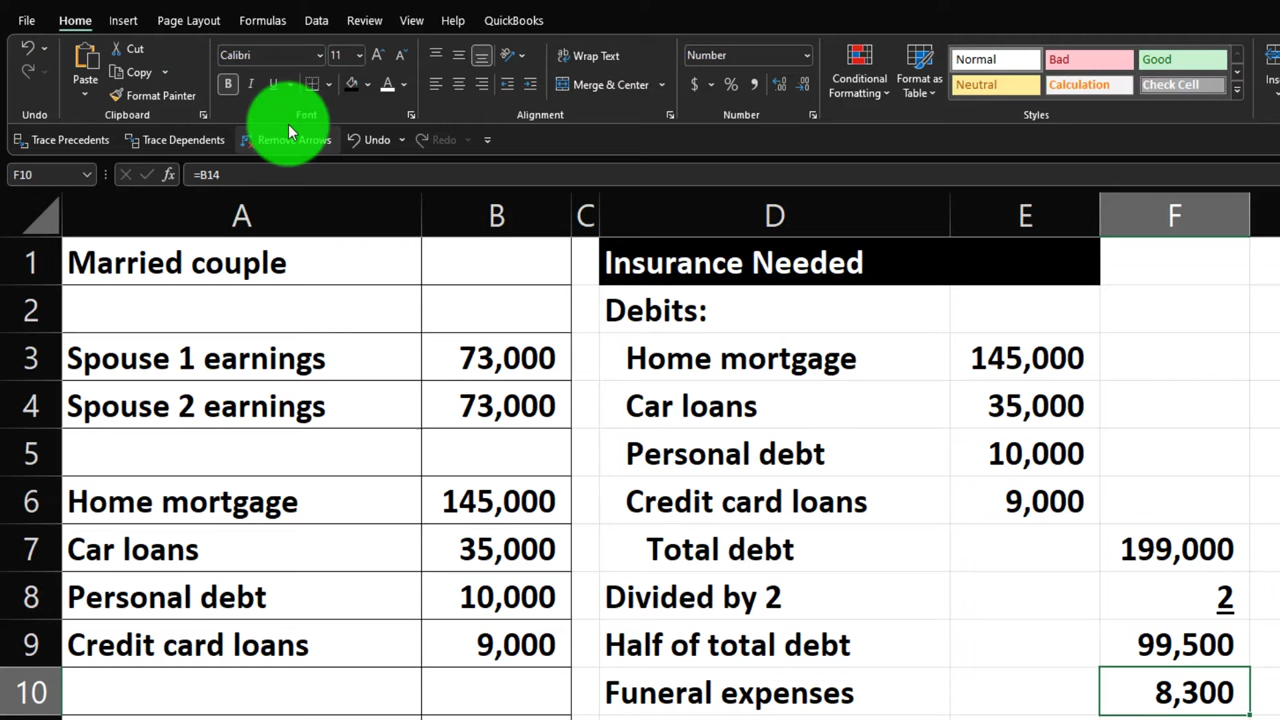 File Home Insert Page Layout Formulas Data Review View Help QuickBooks
Paste Cut Copy Format Painter
Calibri 11
B I U A
Wrap Text
Merge & Center
Number
$ % 9
Conditional Formatting
Format as Table
Normal Bad Good
Neutral Calculation Check Cell
Ins
Undo Clipboard Font Alignment Number Styles
Trace Precedents Trace Dependents Remove Arrows Undo Redo
F10 fx =B14
A B C D E F
1 Married couple Insurance Needed
2 Debits:
3 Spouse 1 earnings 73,000 Home mortgage 145,000
4 Spouse 2 earnings 73,000 Car loans 35,000
5 Personal debt 10,000
6 Home mortgage 145,000 Credit card loans 9,000
7 Car loans 35,000 Total debt 199,000
8 Personal debt 10,000 Divided by 2 2
9 Credit card loans 9,000 Half of total debt 99,500
10 Funeral expenses 8,300